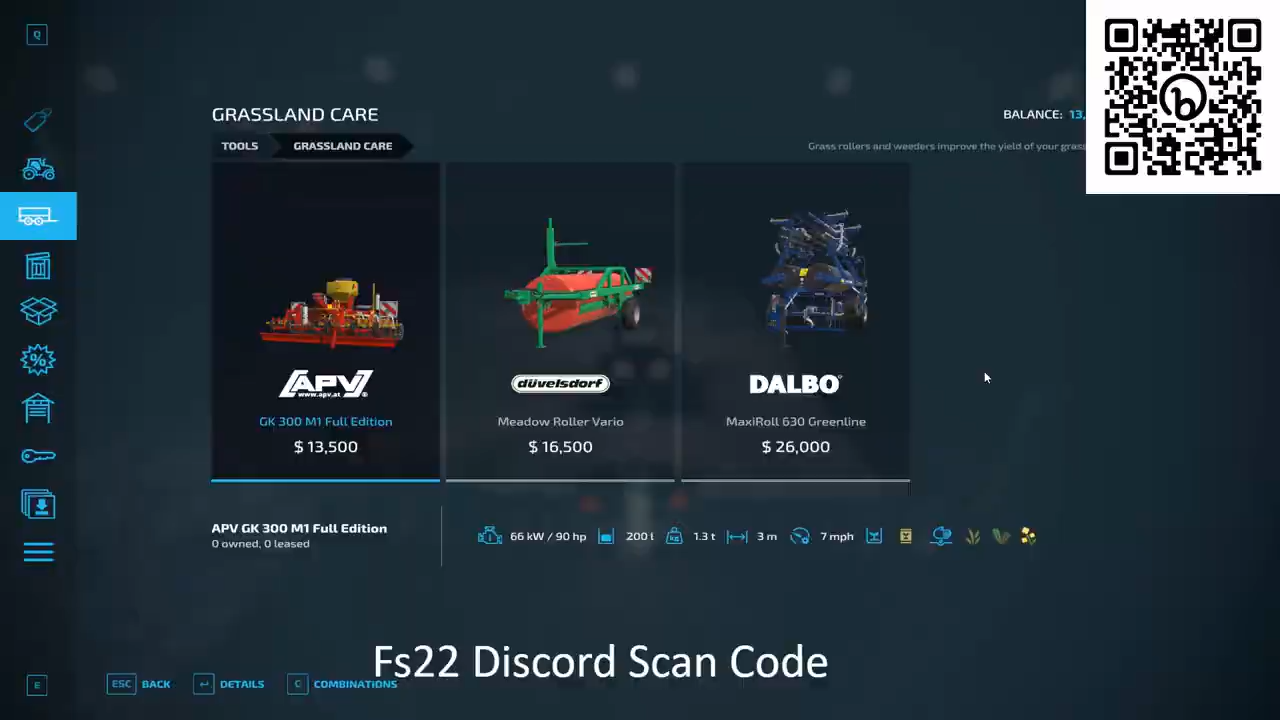 Q
GRASSLAND CARE
BALANCE: 13,
TOOLS
GRASSLAND CARE
Grass rollers and weeders improve the yield of your grass
APV
www.apv.at
GK 300 M1 Full Edition
$ 13,500
düvelsdorf
Meadow Roller Vario
$ 16,500
DALBO
MaxiRoll 630 Greenline
$ 26,000
APV GK 300 M1 Full Edition
0 owned, 0 leased
66 kW / 90 hp
200 l
1.3 t
3 m
7 mph
Fs22 Discord Scan Code
E
ESC BACK
DETAILS
C COMBINATIONS